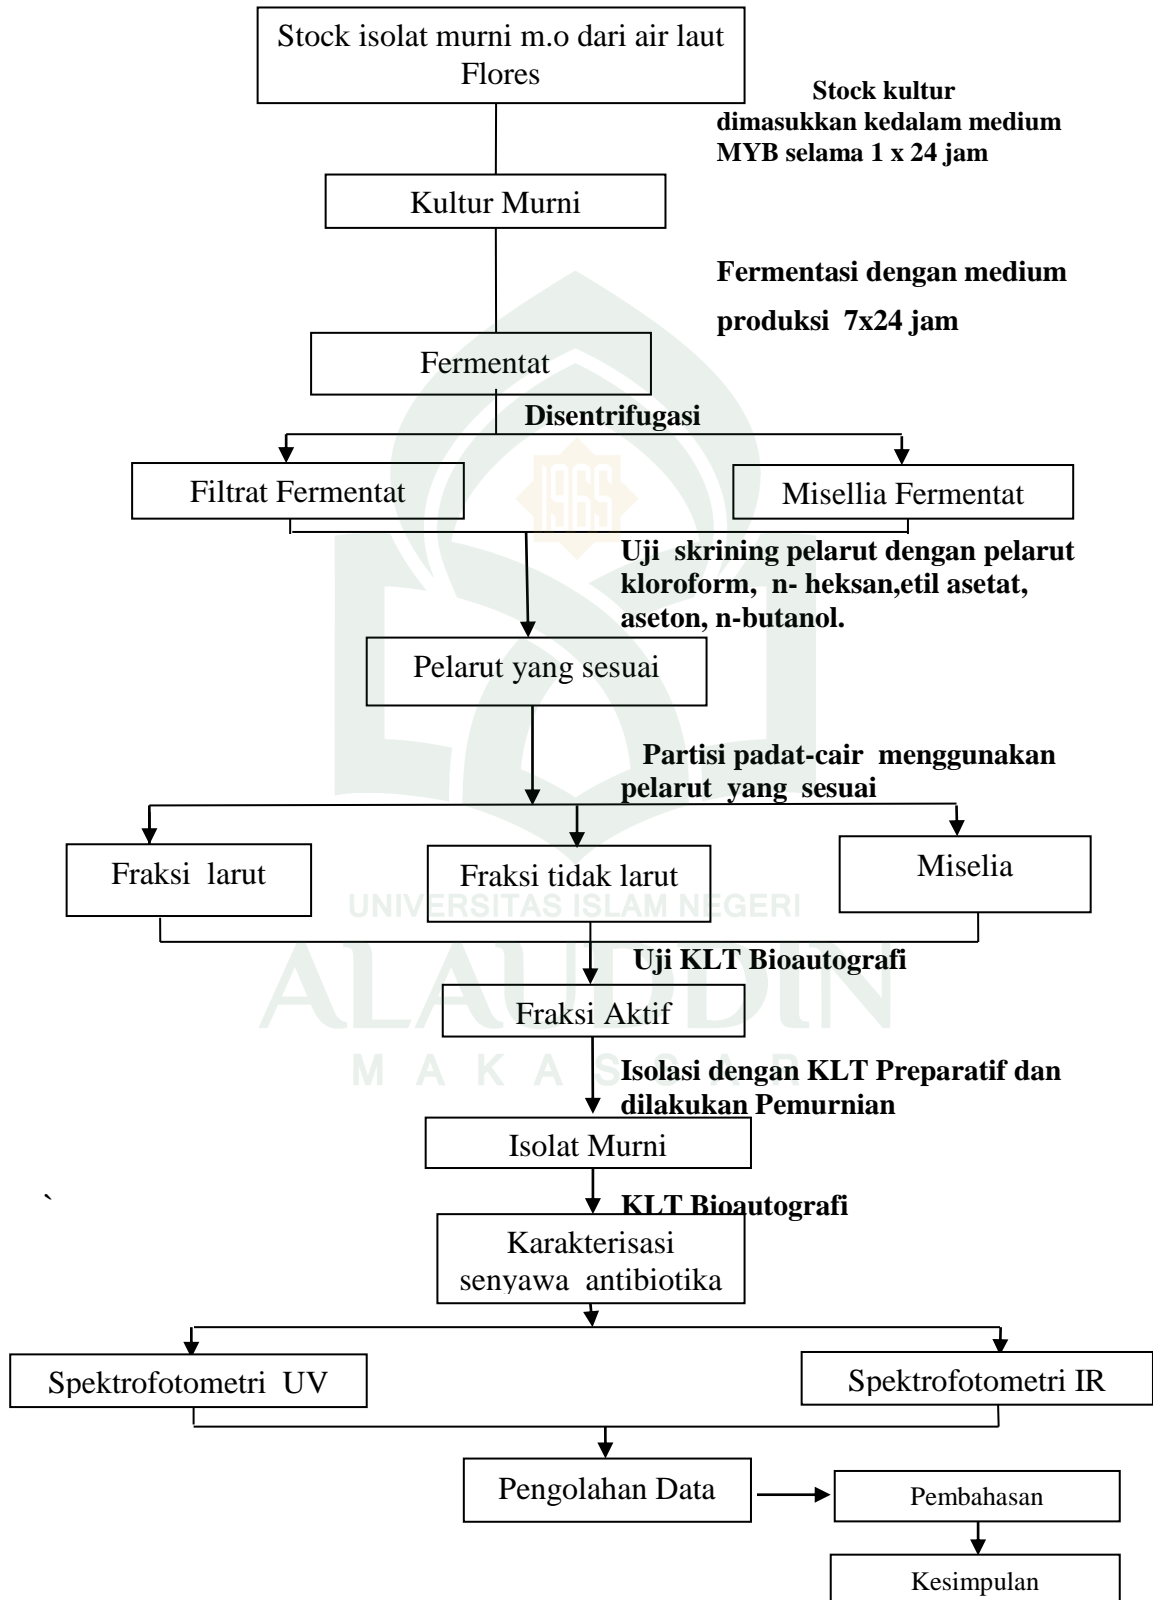 Stock isolat murni m.o dari air laut
Flores
Stock kultur
dimasukkan kedalam medium
MYB selama 1 x 24 jam
Kultur Murni
Fermentasi dengan medium
produksi 7x24 jam
Fermentat
Disentrifugasi
Filtrat Fermentat
Misellia Fermentat
1965
Uji skrining pelarut dengan pelarut
kloroform, n- heksan,etil asetat,
aseton, n-butanol.
Pelarut yang sesuai
Partisi padat-cair menggunakan
pelarut yang sesuai
Fraksi larut
Fraksi tidak larut
Miselia
UNIVERSITAS ISLAM NEGERI
ALAUDDIN
MAKASSAR
Uji KLT Bioautografi
Fraksi Aktif
Isolasi dengan KLT Preparatif dan
dilakukan Pemurnian
Isolat Murni
`
KLT Bioautografi
Karakterisasi
senyawa antibiotika
Spektrofotometri UV
Spektrofotometri IR
Pengolahan Data
Pembahasan
Kesimpulan